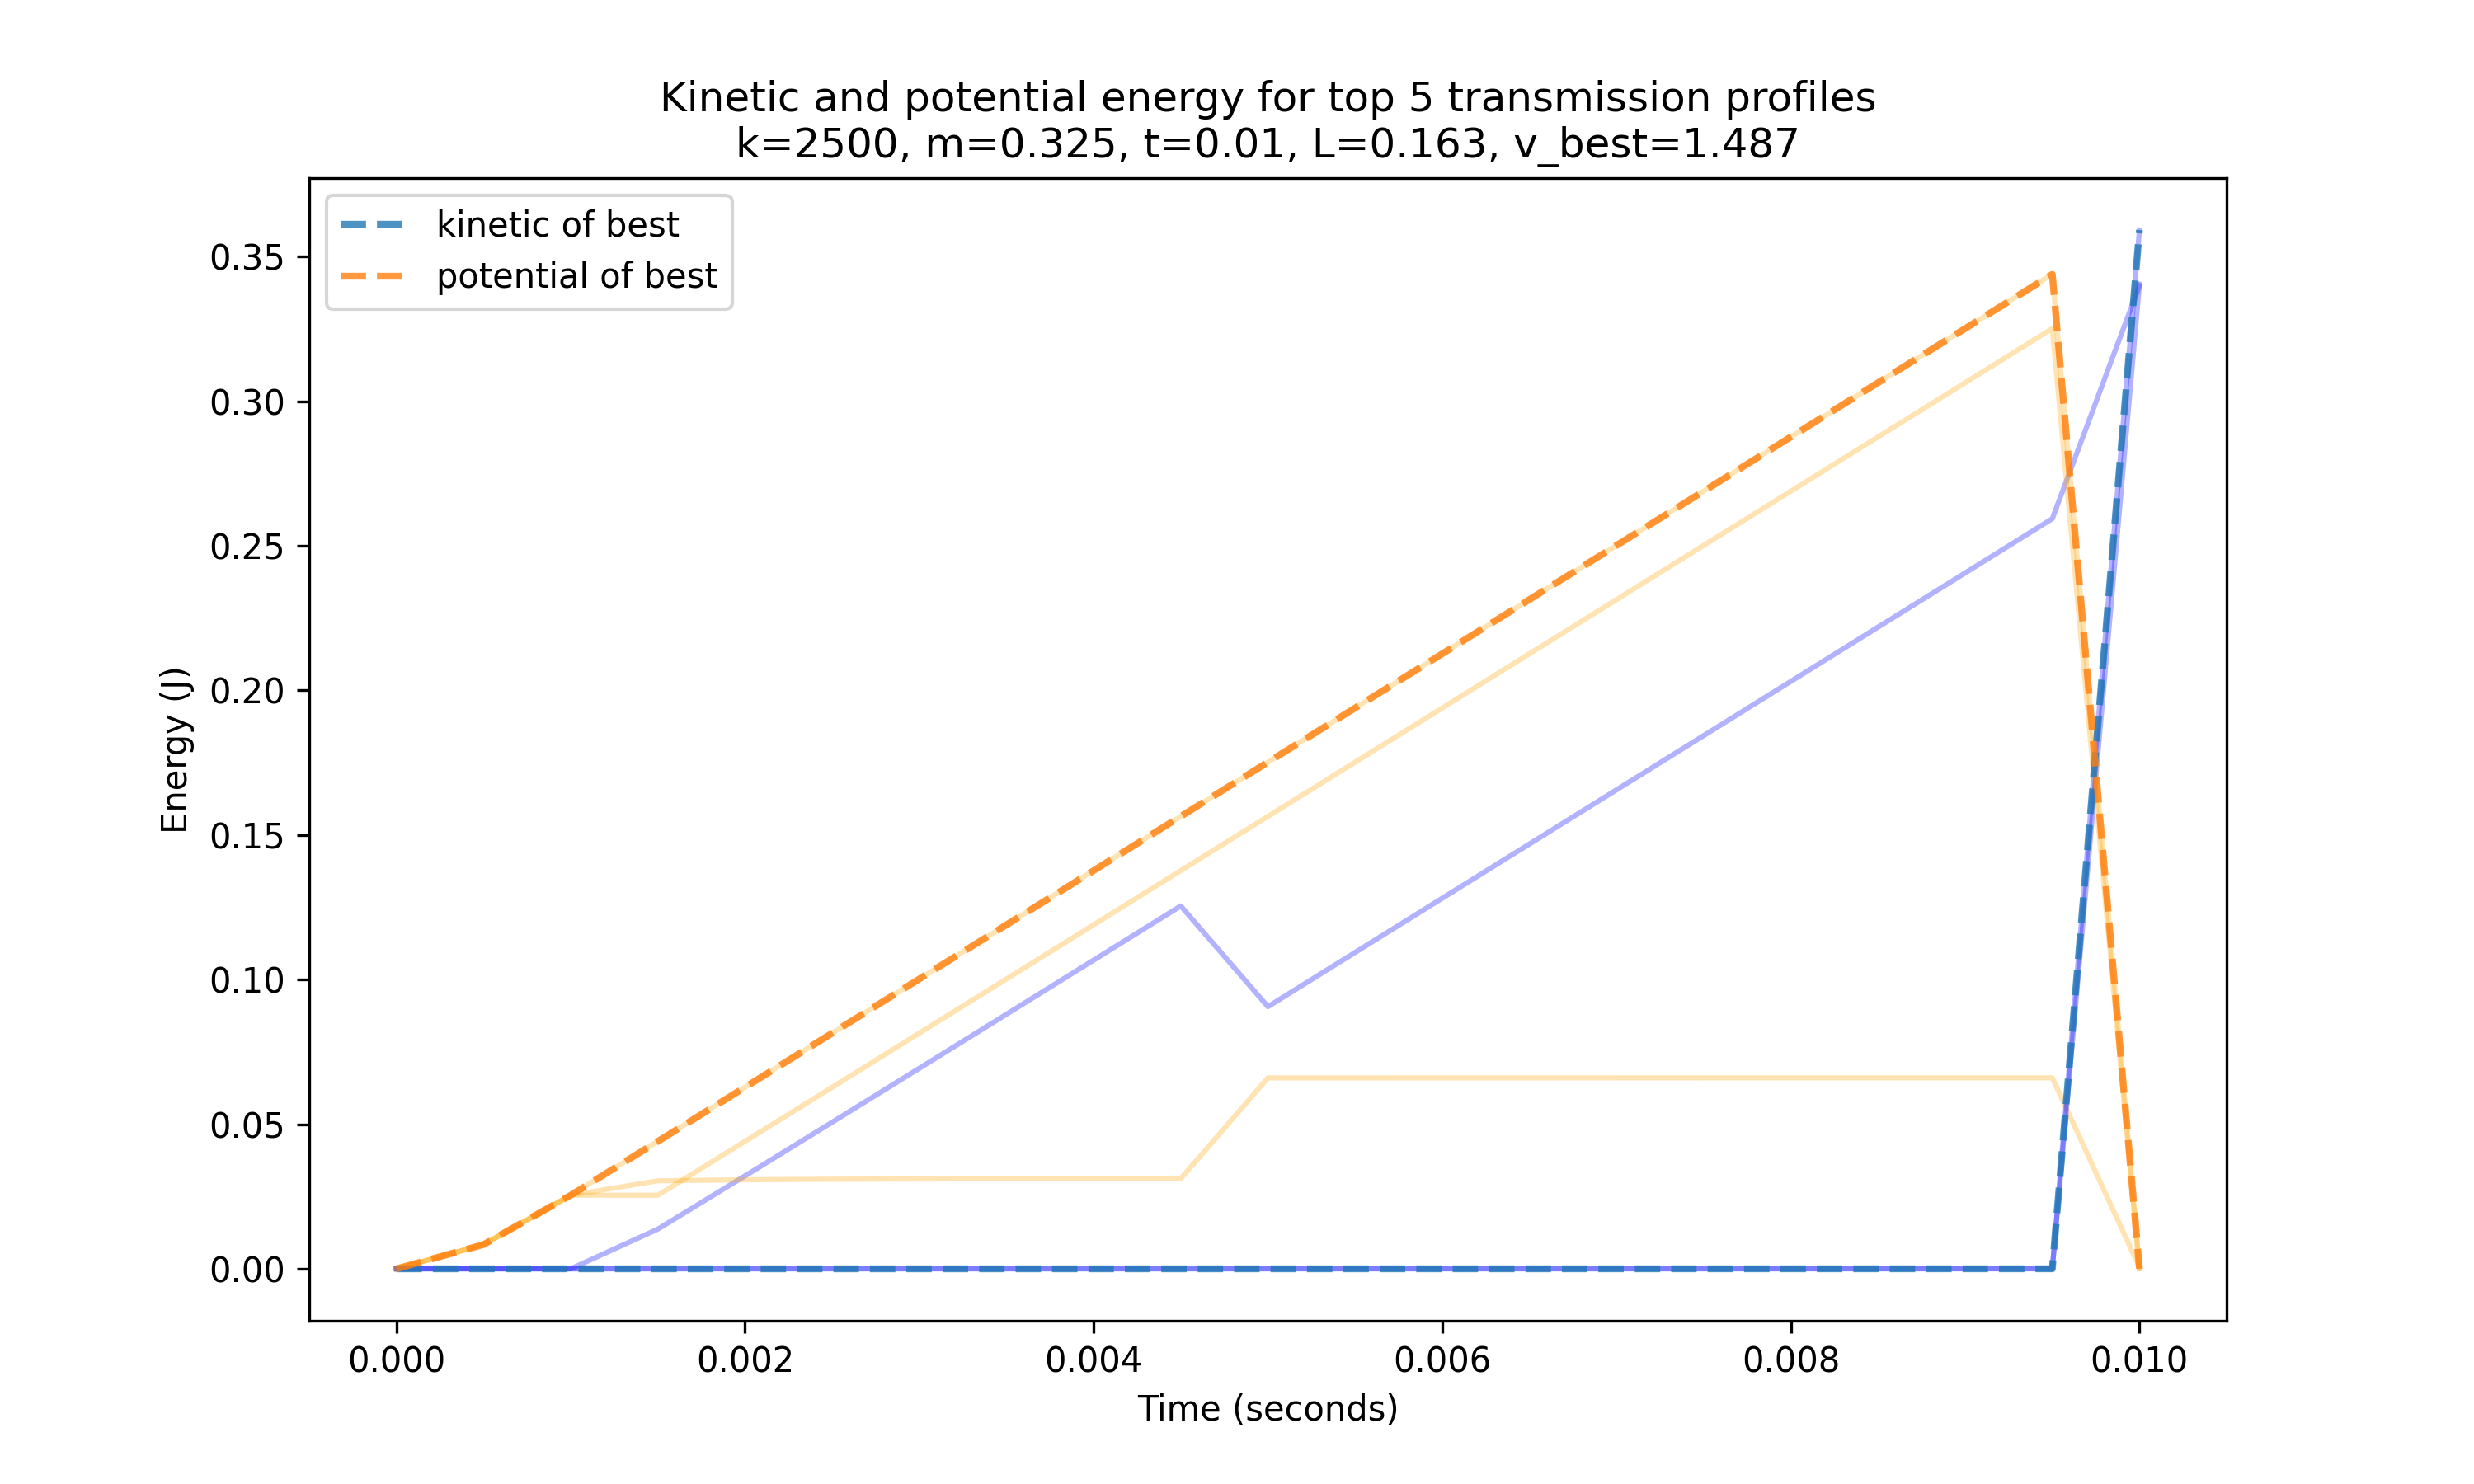 Kinetic and potential energy for top 5 transmission profiles
k=2500, m=0.325, t=0.01, L=0.163, v_best=1.487
kinetic of best
potential of best
Energy (J)
0.35
0.30
0.25
0.20
0.15
0.10
0.05
0.00
0.000 0.002 0.004 0.006 0.008 0.010
Time (seconds)